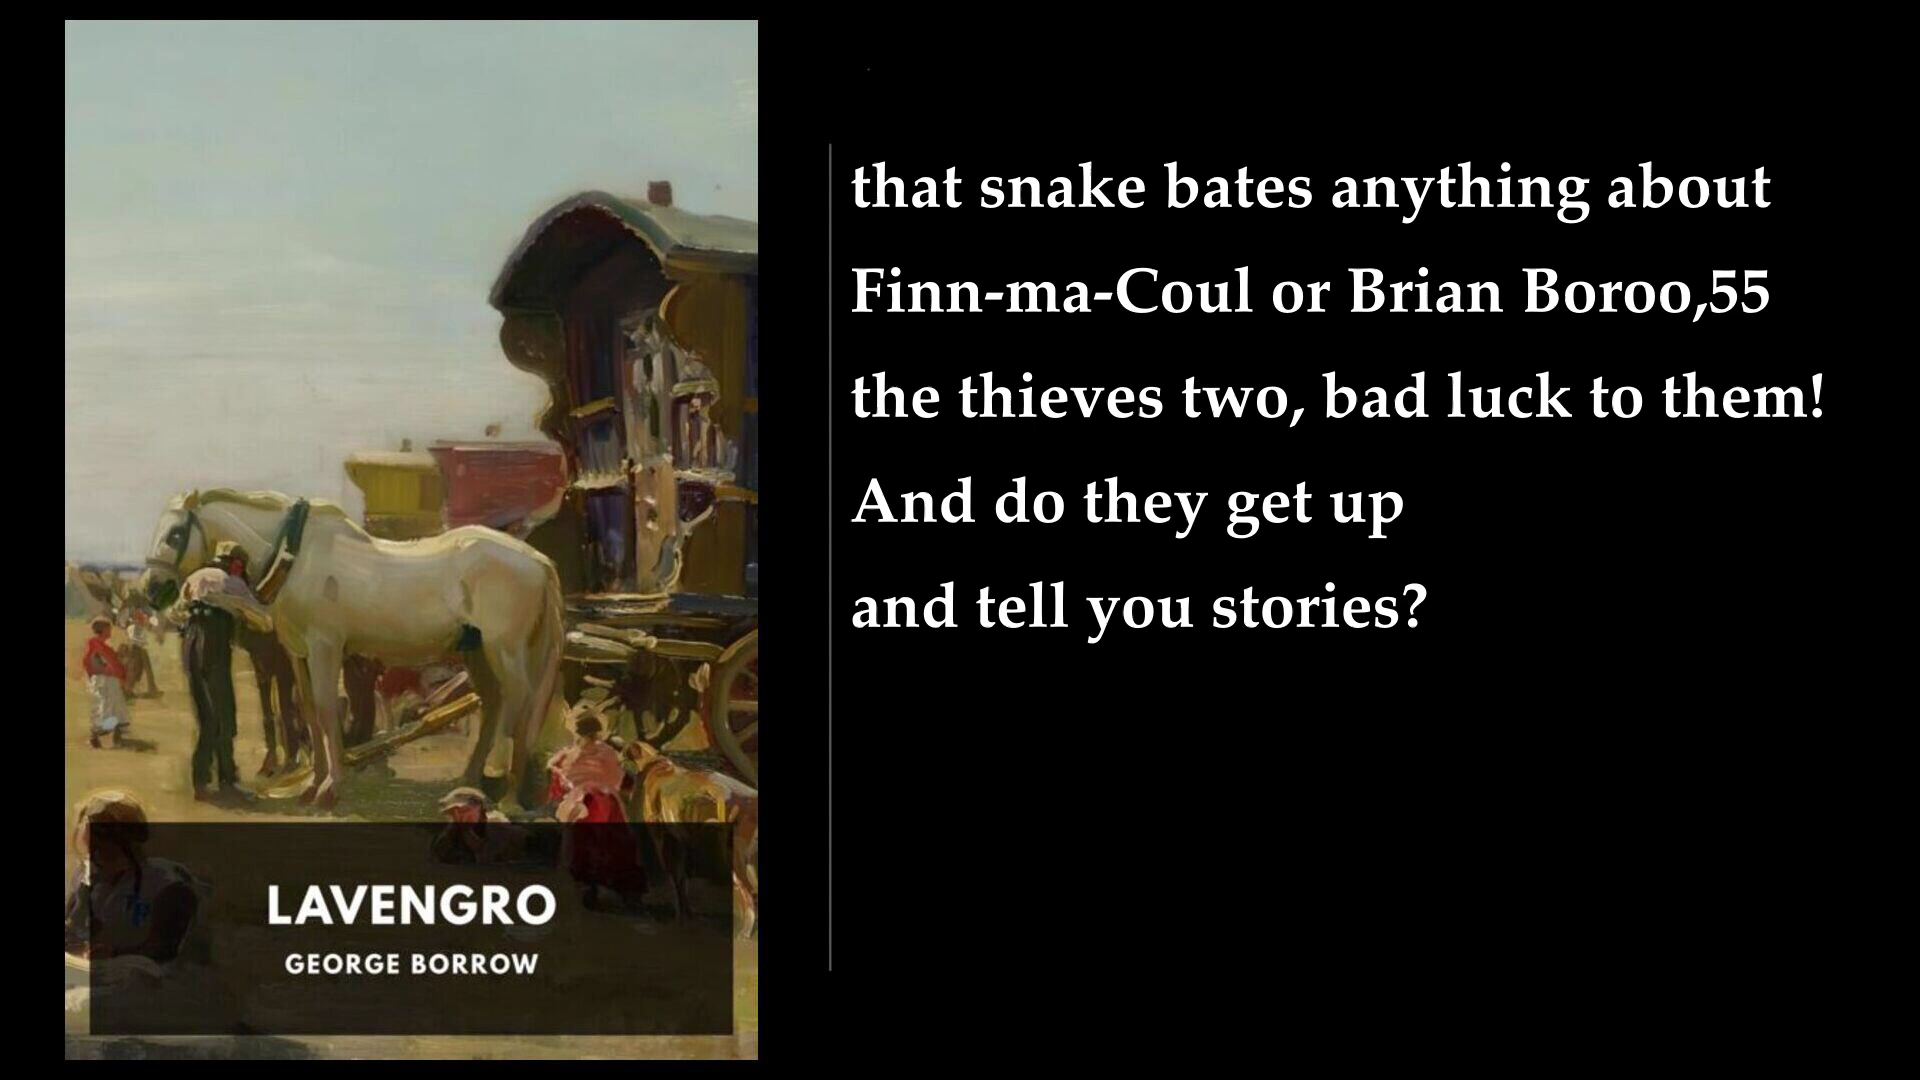 LAVENGRO
GEORGE BORROW
that snake bates anything about
Finn-ma-Coul or Brian Boroo,55
the thieves two, bad luck to them!
And do they get up
and tell you stories?